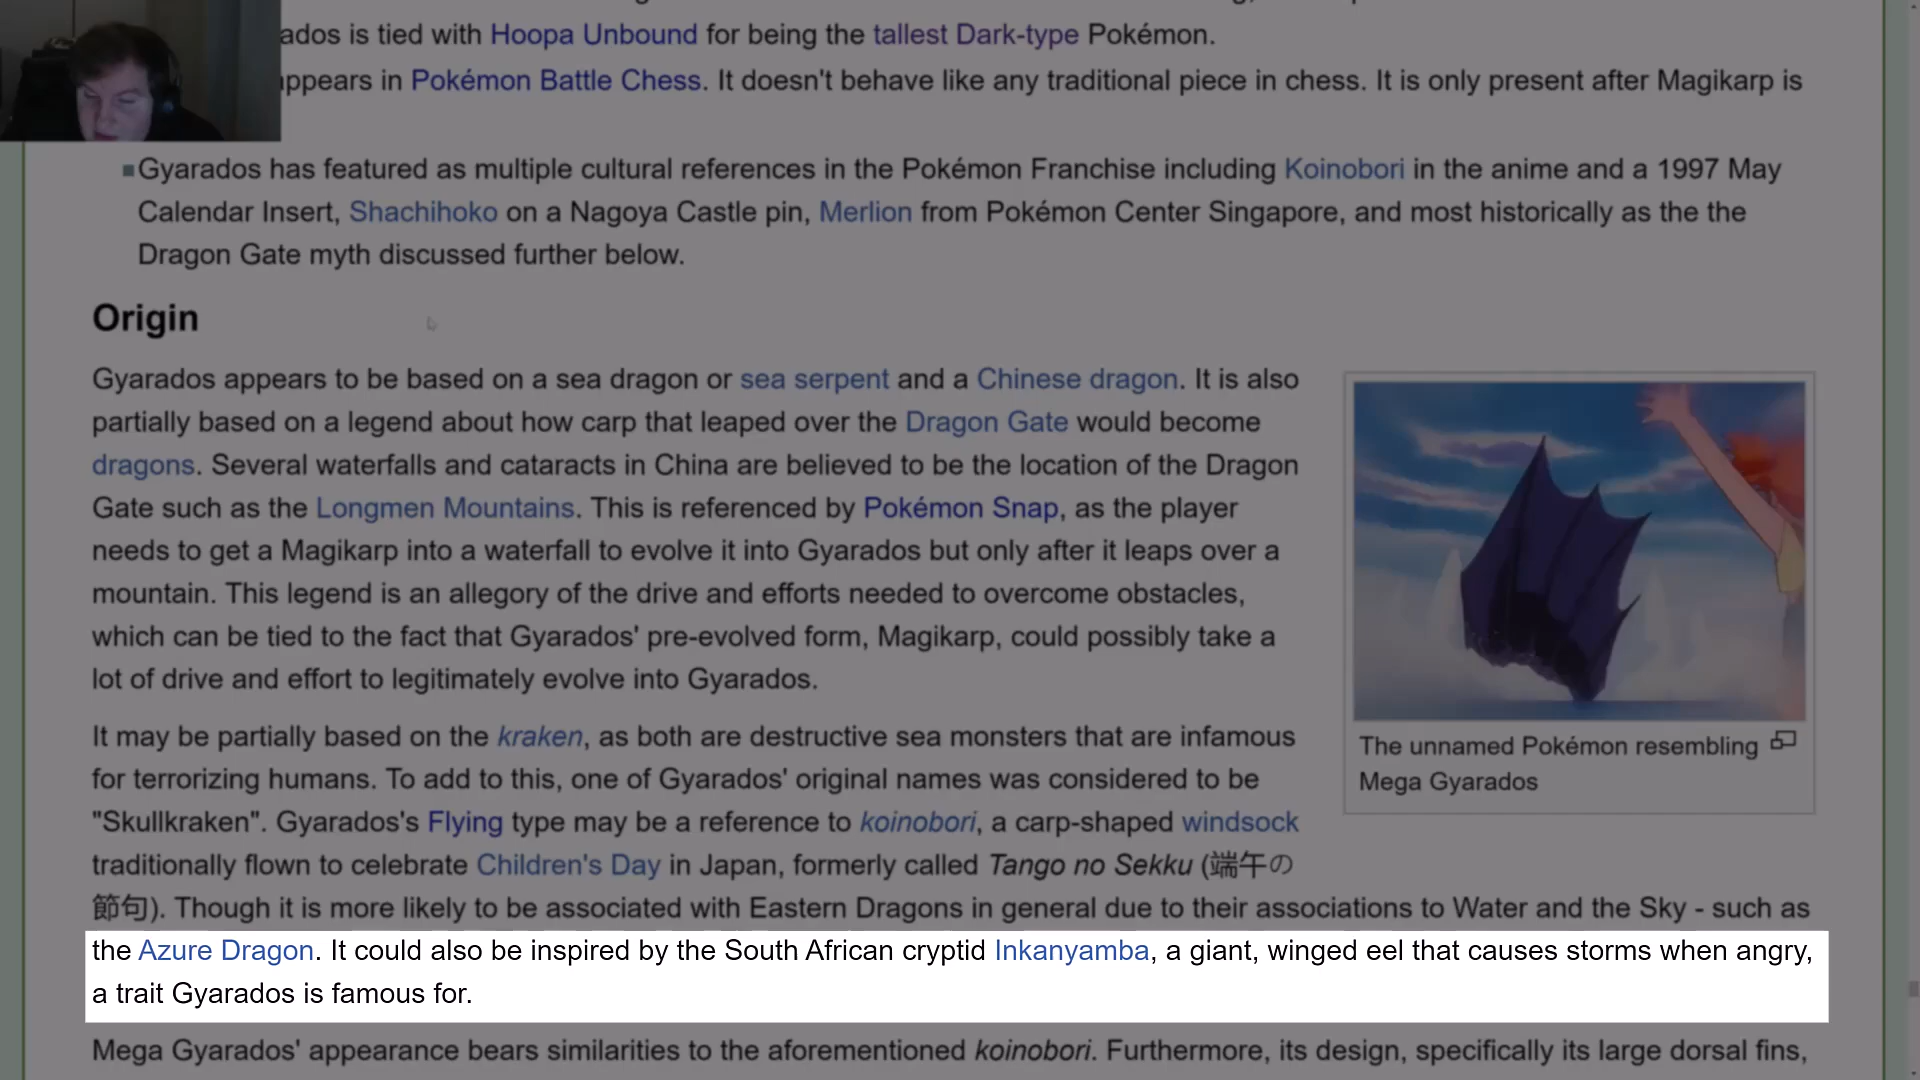 ados is tied with Hoopa Unbound for being the tallest Dark-type Pokémon.
appears in Pokémon Battle Chess. It doesn't behave like any traditional piece in chess. It is only present after Magikarp is
Gyarados has featured as multiple cultural references in the Pokémon Franchise including Koinobori in the anime and a 1997 May
Calendar Insert, Shachihoko on a Nagoya Castle pin, Merlion from Pokémon Center Singapore, and most historically as the the
Dragon Gate myth discussed further below.
Origin
Gyarados appears to be based on a sea dragon or sea serpent and a Chinese dragon. It is also
partially based on a legend about how carp that leaped over the Dragon Gate would become
dragons. Several waterfalls and cataracts in China are believed to be the location of the Dragon
Gate such as the Longmen Mountains. This is referenced by Pokémon Snap, as the player
needs to get a Magikarp into a waterfall to evolve it into Gyarados but only after it leaps over a
mountain. This legend is an allegory of the drive and efforts needed to overcome obstacles,
which can be tied to the fact that Gyarados' pre-evolved form, Magikarp, could possibly take a
lot of drive and effort to legitimately evolve into Gyarados.
The unnamed Pokémon resembling
Mega Gyarados
It may be partially based on the kraken, as both are destructive sea monsters that are infamous
for terrorizing humans. To add to this, one of Gyarados' original names was considered to be
"Skullkraken". Gyarados's Flying type may be a reference to koinobori, a carp-shaped windsock
traditionally flown to celebrate Children's Day in Japan, formerly called Tango no Sekku (端午の
節句). Though it is more likely to be associated with Eastern Dragons in general due to their associations to Water and the Sky - such as
the Azure Dragon. It could also be inspired by the South African cryptid Inkanyamba, a giant, winged eel that causes storms when angry,
a trait Gyarados is famous for.
Mega Gyarados' appearance bears similarities to the aforementioned koinobori. Furthermore, its design, specifically its large dorsal fins,